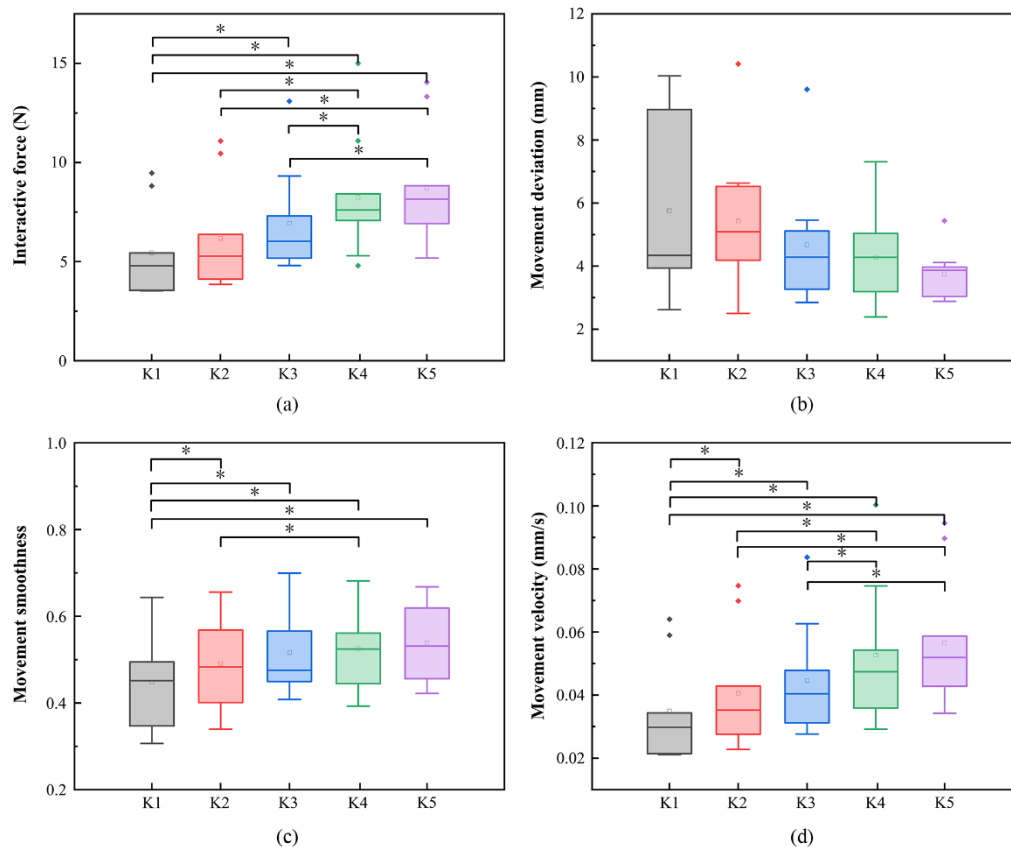 Interactive force (N)
15
10
5
0
* * * * * * *
K1 K2 K3 K4 K5
(a)
Movement deviation (mm)
12
10
8
6
4
2
K1 K2 K3 K4 K5
(b)
Movement smoothness
1.0
0.8
0.6
0.4
0.2
* * * * *
K1 K2 K3 K4 K5
(c)
Movement velocity (mm/s)
0.12
0.10
0.08
0.06
0.04
0.02
* * * * * * *
K1 K2 K3 K4 K5
(d)